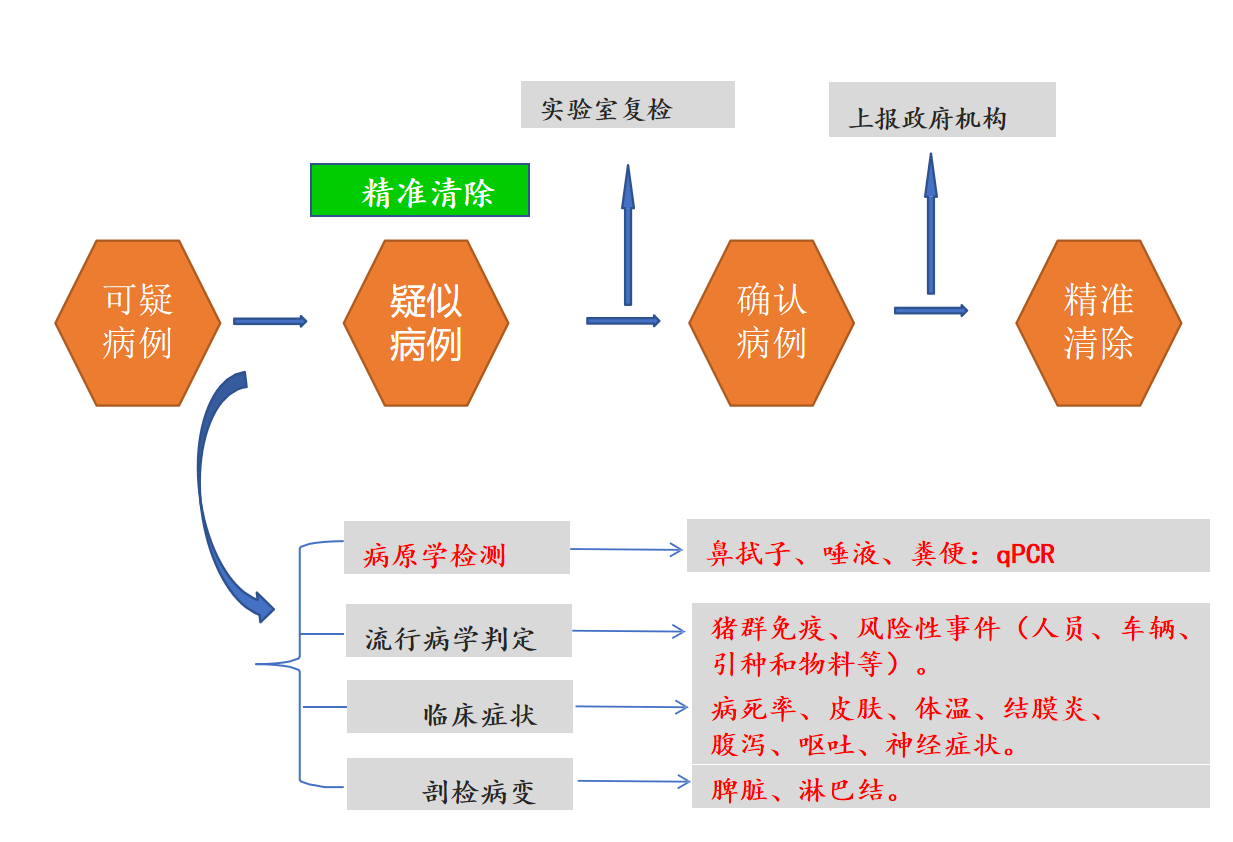 实验室复检
上报政府机构
精准清除
可疑
病例
疑似
病例
确认
病例
精准
清除
病原学检测
鼻拭子、唾液、粪便：qPCR
流行病学判定
猪群免疫、风险性事件（人员、车辆、
引种和物料等）。
临床症状
病死率、皮肤、体温、结膜炎、
腹泻、呕吐、神经症状。
剖检病变
脾脏、淋巴结。